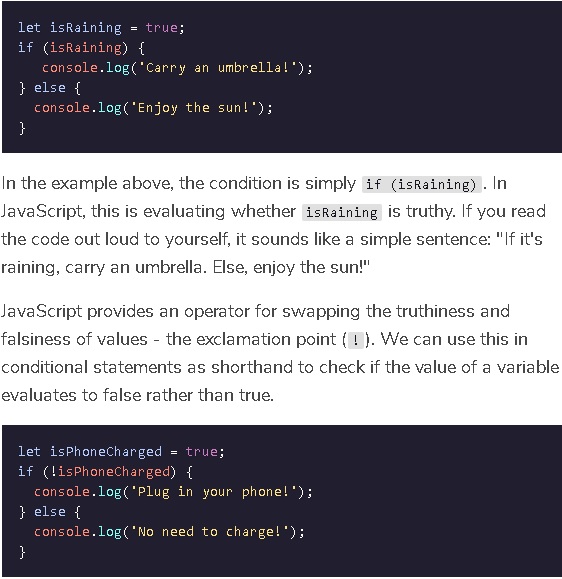 let isRaining = true;
if (isRaining) {
   console.log('Carry an umbrella!');
} else {
  console.log('Enjoy the sun!');
}
In the example above, the condition is simply if (isRaining) . In
JavaScript, this is evaluating whether isRaining is truthy. If you read
the code out loud to yourself, it sounds like a simple sentence: "If it's
raining, carry an umbrella. Else, enjoy the sun!"
JavaScript provides an operator for swapping the truthiness and
falsiness of values - the exclamation point ( ! ). We can use this in
conditional statements as shorthand to check if the value of a variable
evaluates to false rather than true.
let isPhoneCharged = true;
if (!isPhoneCharged) {
  console.log('Plug in your phone!');
} else {
  console.log('No need to charge!');
}